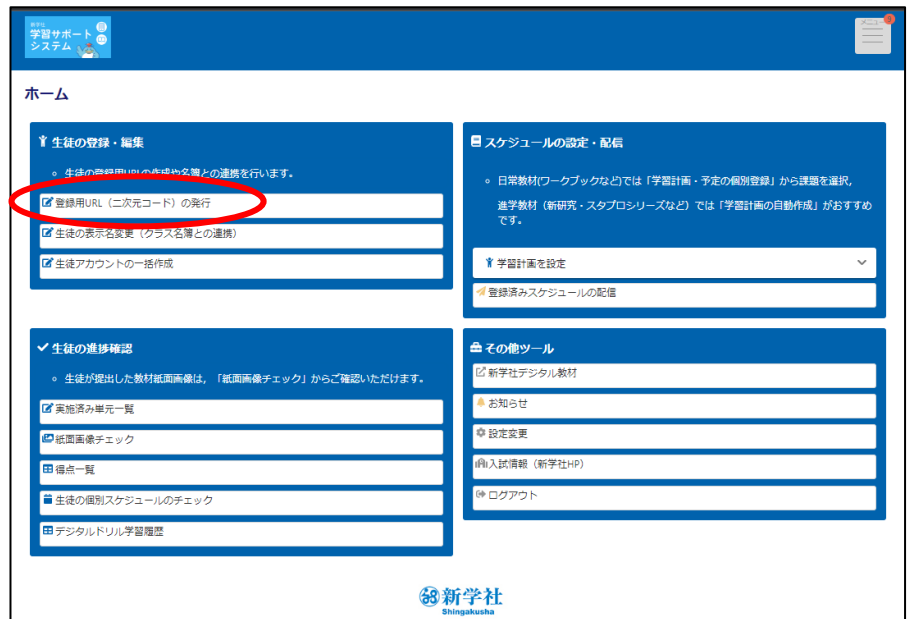 新学社
学習サポート
システム
メニュー
ホーム
生徒の登録・編集
生徒の登録用URLの作成や名簿との連携を行います。
登録用URL（二次元コード）の発行
生徒の表示名変更（クラス名簿との連携）
生徒アカウントの一括作成
スケジュールの設定・配信
日常教材(ワークブックなど)では「学習計画・予定の個別登録」から課題を選択,
進学教材（新研究・スタプロシリーズなど）では「学習計画の自動作成」がおすすめ
です。
学習計画を設定
登録済みスケジュールの配信
生徒の進捗確認
生徒が提出した教材紙面画像は，「紙面画像チェック」からご確認いただけます。
実施済み単元一覧
紙面画像チェック
得点一覧
生徒の個別スケジュールのチェック
デジタルドリル学習履歴
その他ツール
新学社デジタル教材
お知らせ
設定変更
入試情報（新学社HP）
ログアウト
新学社
Shingakusha